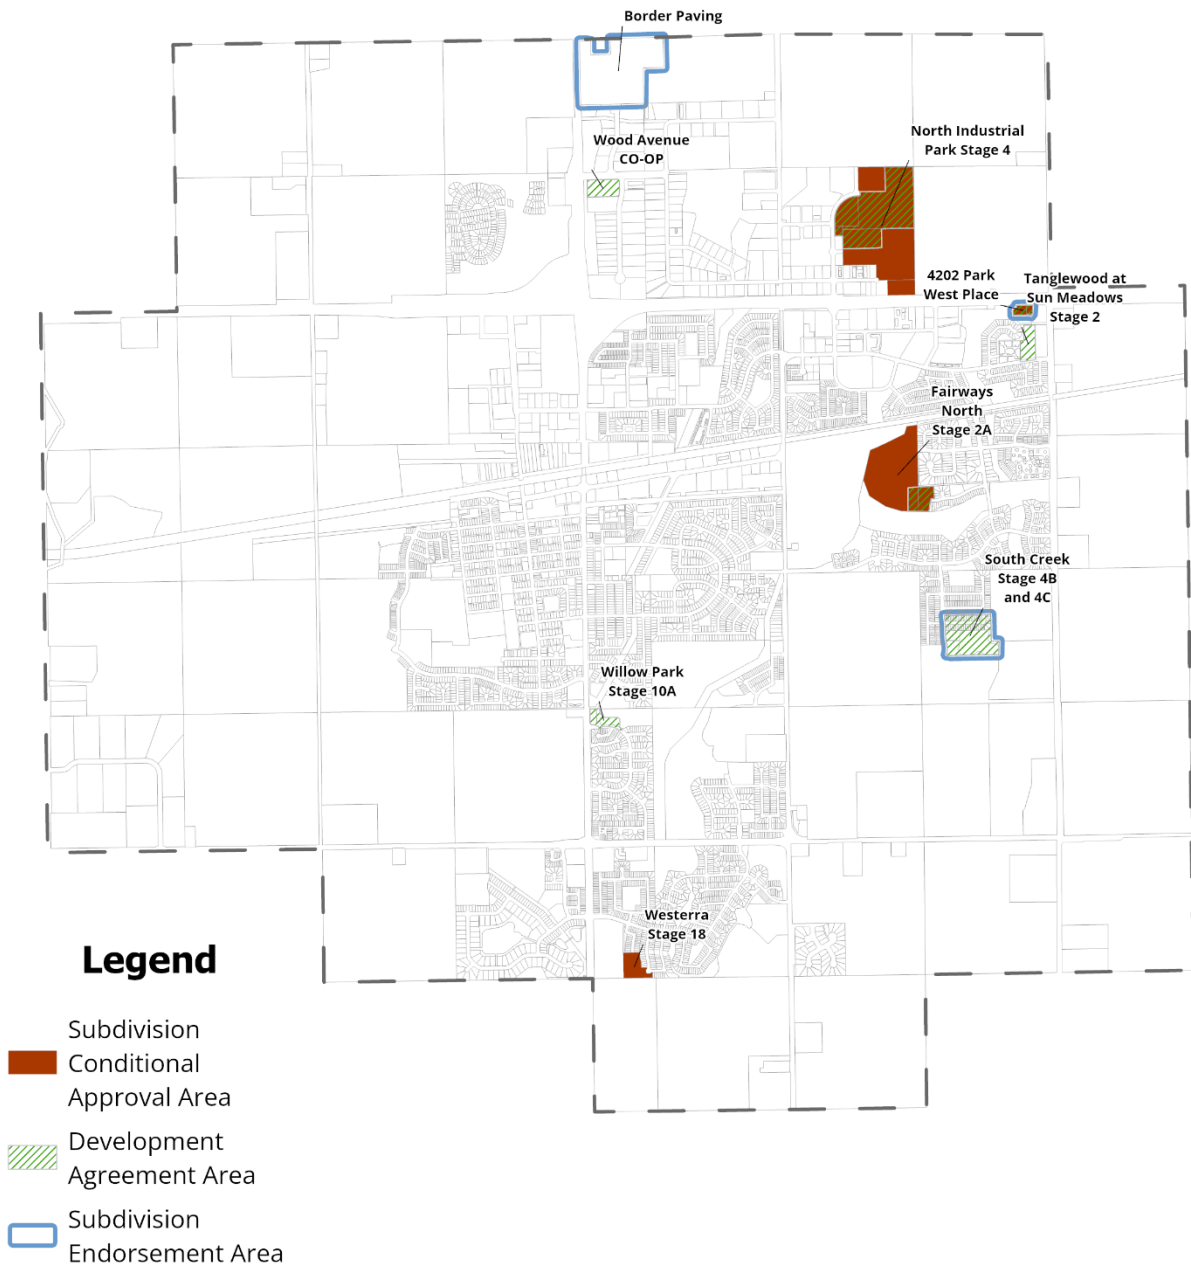 Border Paving
Wood Avenue
CO-OP
North Industrial
Park Stage 4
4202 Park
West Place
Tanglewood at
Sun Meadows
Stage 2
Fairways
North
Stage 2A
South Creek
Stage 4B
and 4C
Willow Park
Stage 10A
Westerra
Stage 18
Legend
Subdivision
Conditional
Approval Area
Development
Agreement Area
Subdivision
Endorsement Area